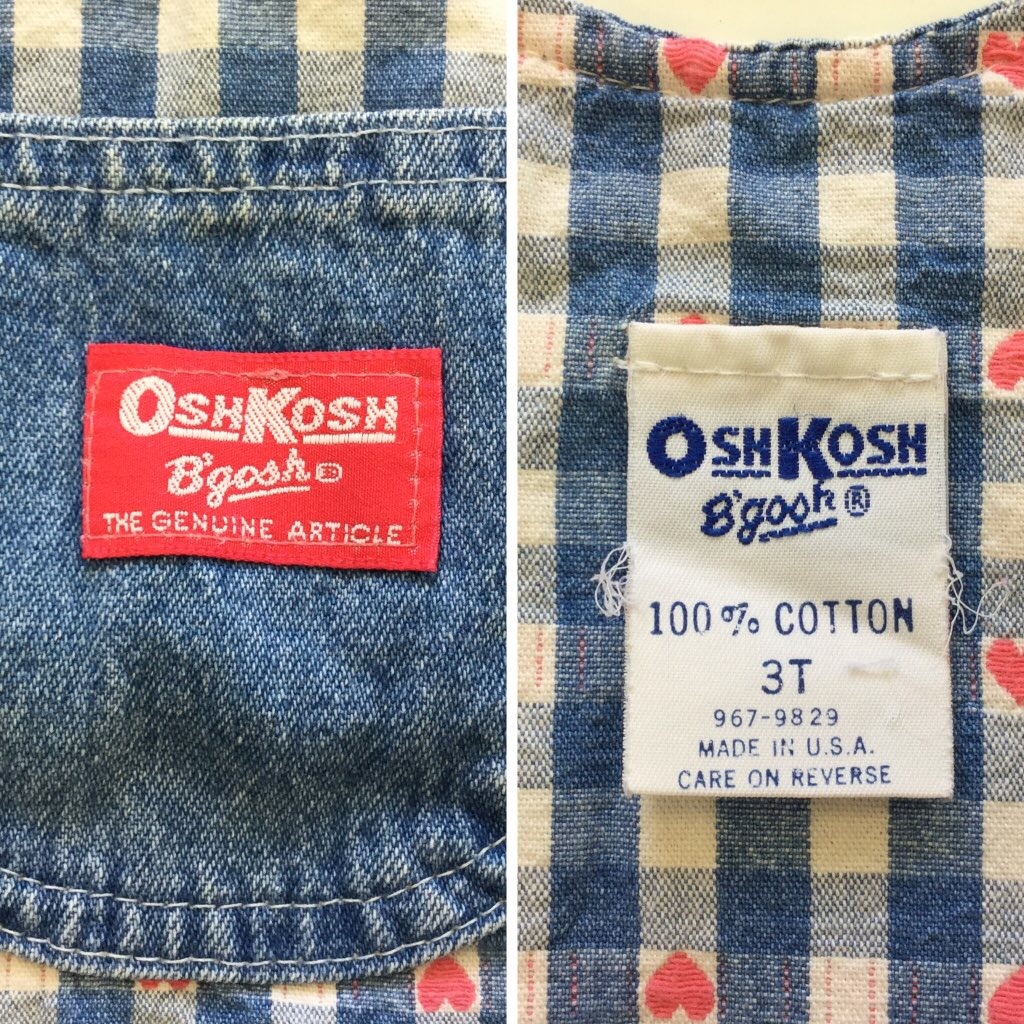 OSHKOSH
B'gosh®
THE GENUINE ARTICLE
OSHKOSH
B'gosh®
100% COTTON
3T
967-9829
MADE IN U.S.A.
CARE ON REVERSE